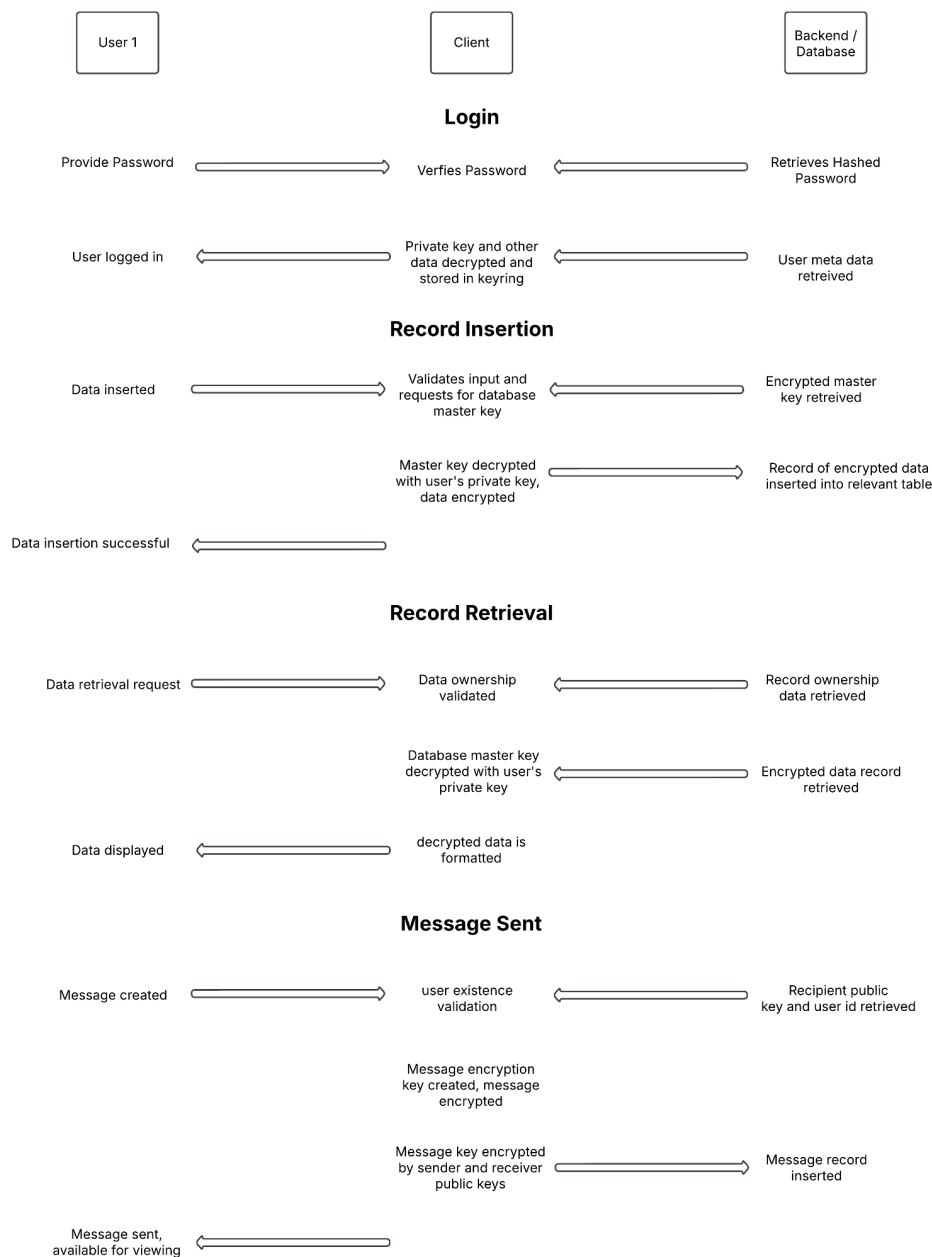 User 1
Client
Backend /
Database
Login
Provide Password
Verfies Password
Retrieves Hashed
Password
User logged in
Private key and other
data decrypted and
stored in keyring
User meta data
retreived
Record Insertion
Data inserted
Validates input and
requests for database
master key
Encrypted master
key retreived
Master key decrypted
with user's private key,
data encrypted
Record of encrypted data
inserted into relevant table
Data insertion successful
Record Retrieval
Data retrieval request
Data ownership
validated
Record ownership
data retrieved
Database master key
decrypted with user's
private key
Encrypted data record
retrieved
Data displayed
decrypted data is
formatted
Message Sent
Message created
user existence
validation
Recipient public
key and user id retrieved
Message encryption
key created, message
encrypted
Message key encrypted
by sender and receiver
public keys
Message record
inserted
Message sent,
available for viewing